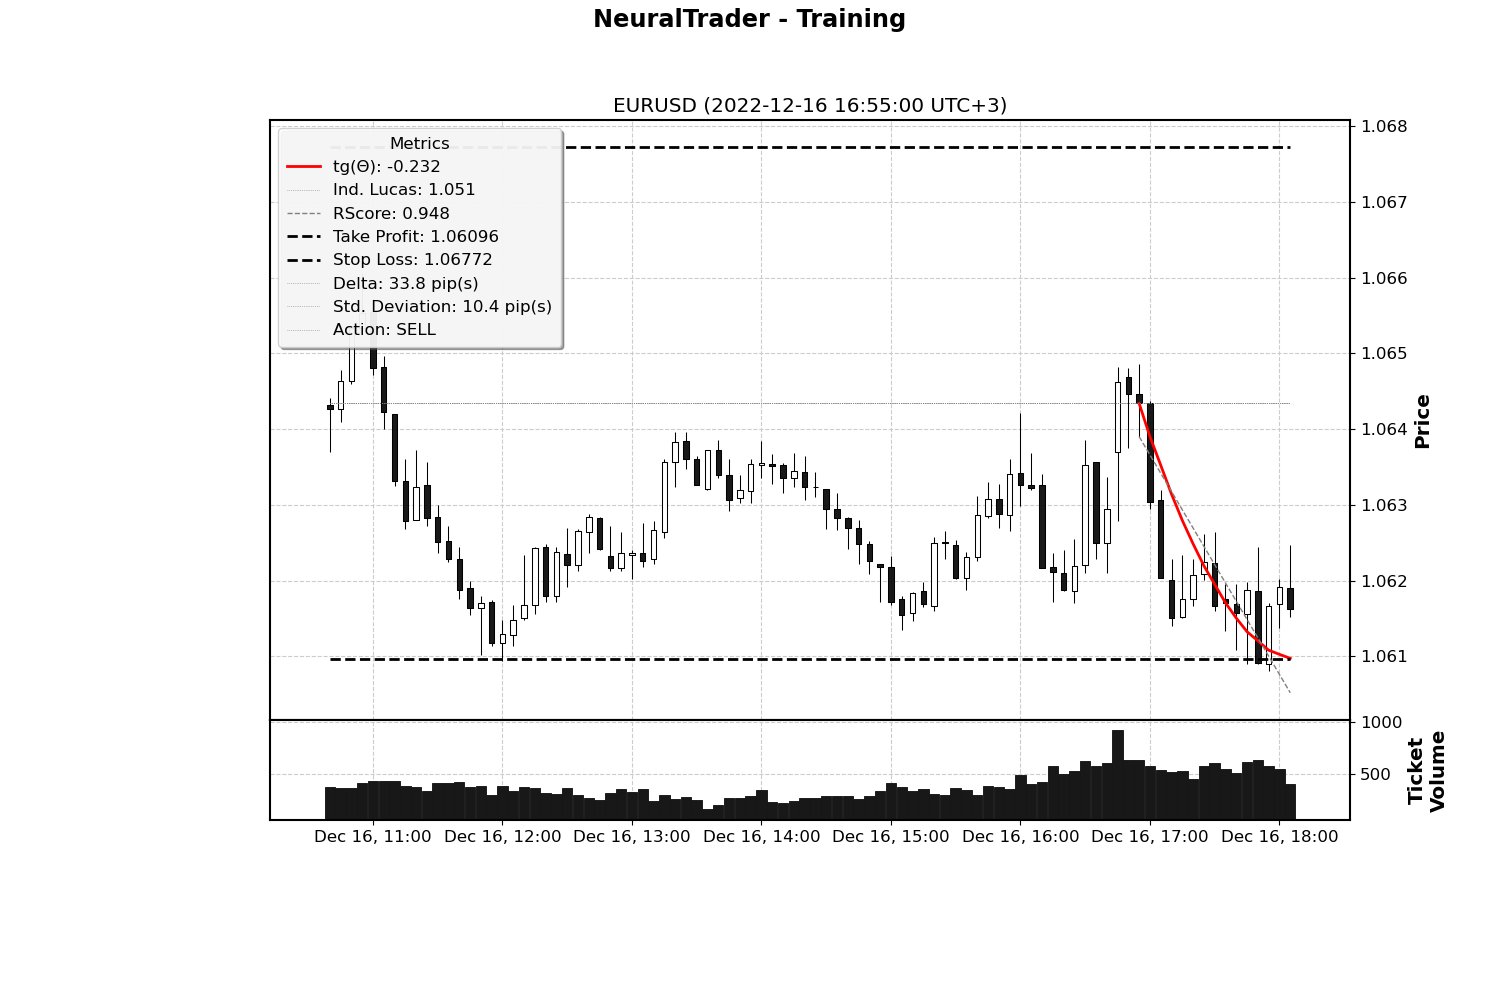 NeuralTrader - Training
EURUSD (2022-12-16 16:55:00 UTC+3)
Metrics
tg(Θ): -0.232
Ind. Lucas: 1.051
RScore: 0.948
Take Profit: 1.06096
Stop Loss: 1.06772
Delta: 33.8 pip(s)
Std. Deviation: 10.4 pip(s)
Action: SELL
1.068
1.067
1.066
1.065
1.064
1.063
1.062
1.061
Price
1000
500
Ticket
Volume
Dec 16, 11:00 Dec 16, 12:00 Dec 16, 13:00 Dec 16, 14:00 Dec 16, 15:00 Dec 16, 16:00 Dec 16, 17:00 Dec 16, 18:00